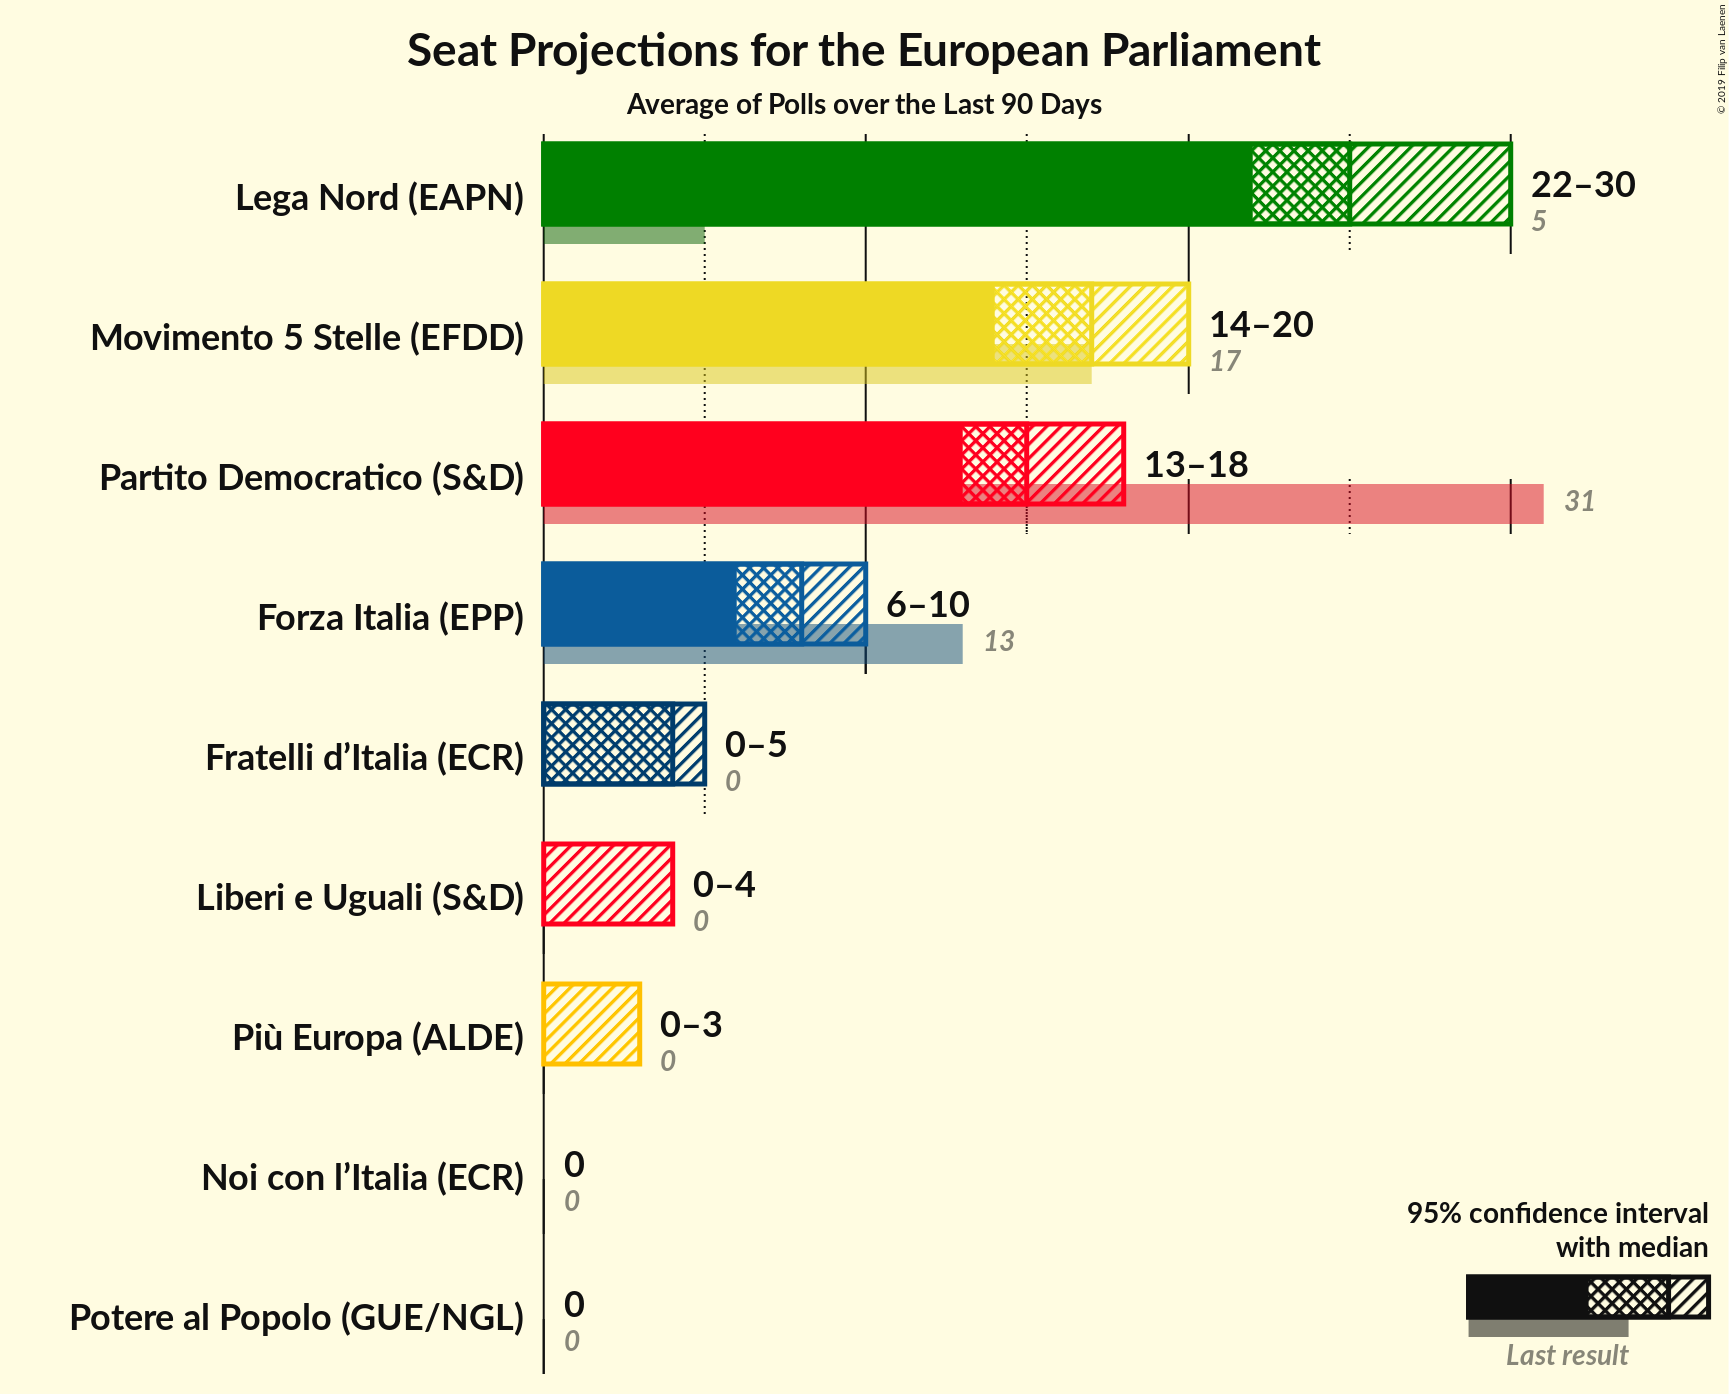 Seat Projections for the European Parliament
Average of Polls over the Last 90 Days
© 2019 Filip van Laenen
Lega Nord (EAPN)
22–30
5
Movimento 5 Stelle (EFDD)
14–20
17
Partito Democratico (S&D)
13–18
31
Forza Italia (EPP)
6–10
13
Fratelli d’Italia (ECR)
0–5
0
Liberi e Uguali (S&D)
0–4
0
Più Europa (ALDE)
0–3
0
Noi con l’Italia (ECR)
0
0
Potere al Popolo (GUE/NGL)
0
0
95% confidence interval
with median
Last result